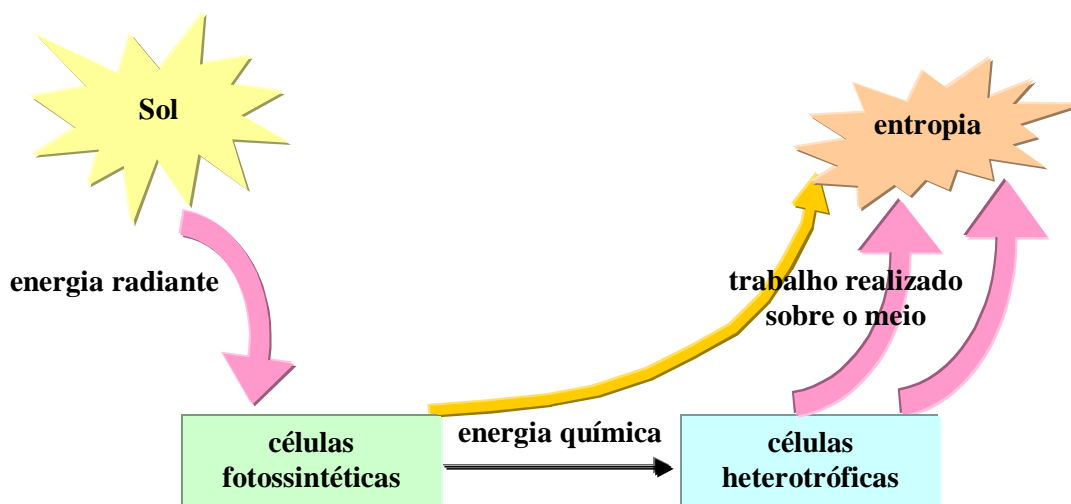 Sol
entropia
energia radiante
trabalho realizado
sobre o meio
células
fotossintéticas
energia química
células
heterotróficas